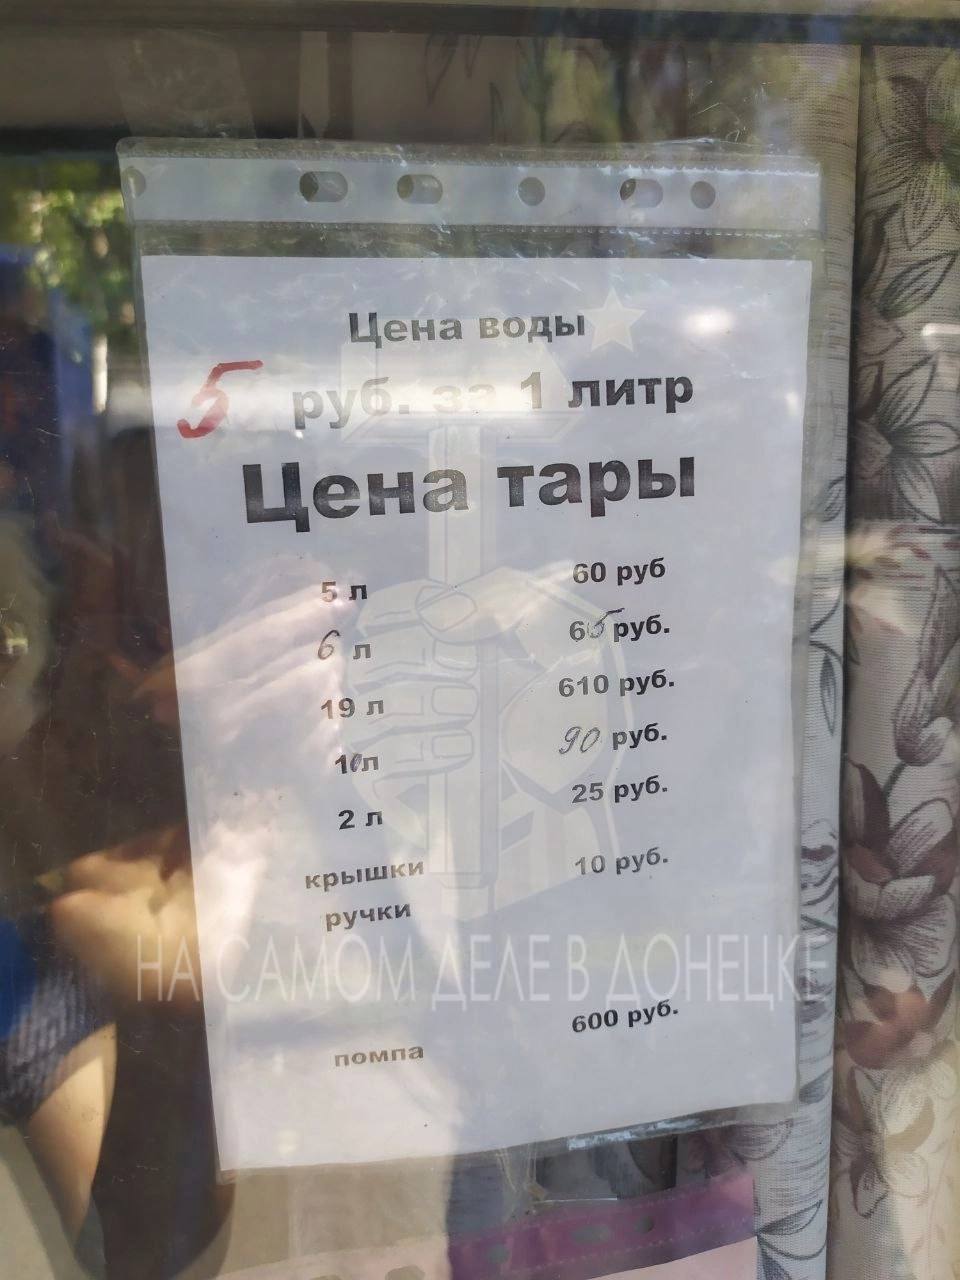 Цена воды
5 руб. за 1 литр
Цена тары
5 л 60 руб
6 л 65 руб.
19 л 610 руб.
10л 90 руб.
2 л 25 руб.
крышки 10 руб.
ручки
НА САМОМ ДЕЛЕ В ДОНЕЦКЕ
помпа 600 руб.